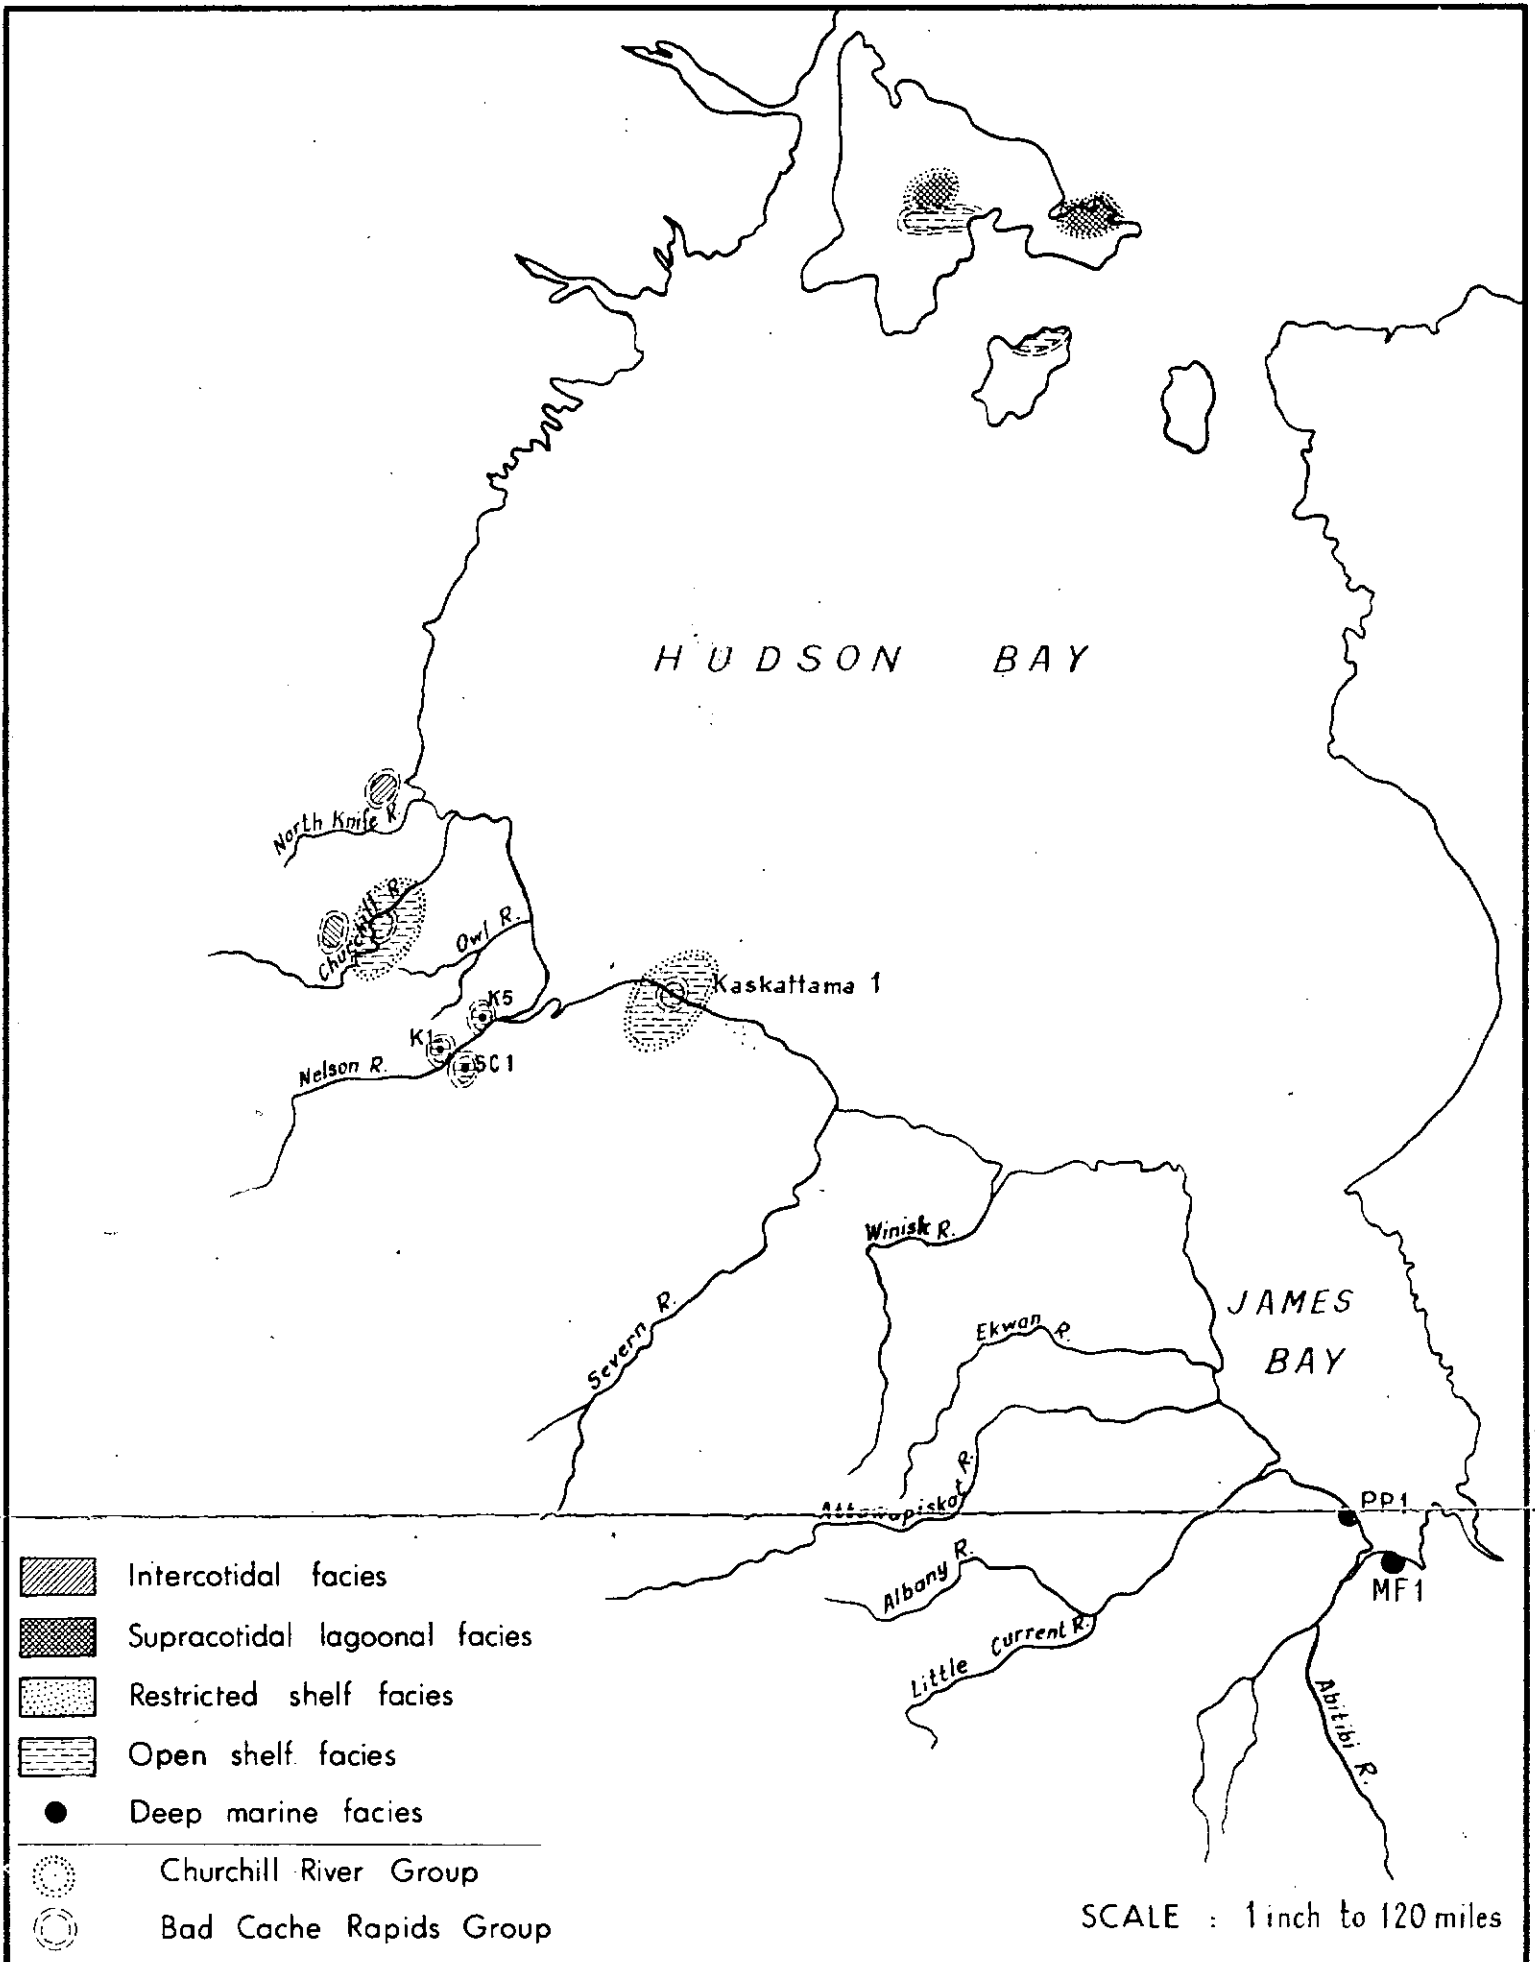 HUDSON BAY
North Knife R.
Churchill R.
Owl R.
Kaskattama 1
K5
K1
SC1
Nelson R.
Winisk R.
Severn R.
Ekwan R.
JAMES
BAY
Attawapiskat R.
PP1
Albany R.
MF1
Little Current R.
Abitibi R.
Intercotidal facies
Supracotidal lagoonal facies
Restricted shelf facies
Open shelf facies
Deep marine facies
Churchill River Group
Bad Cache Rapids Group
SCALE : 1 inch to 120 miles